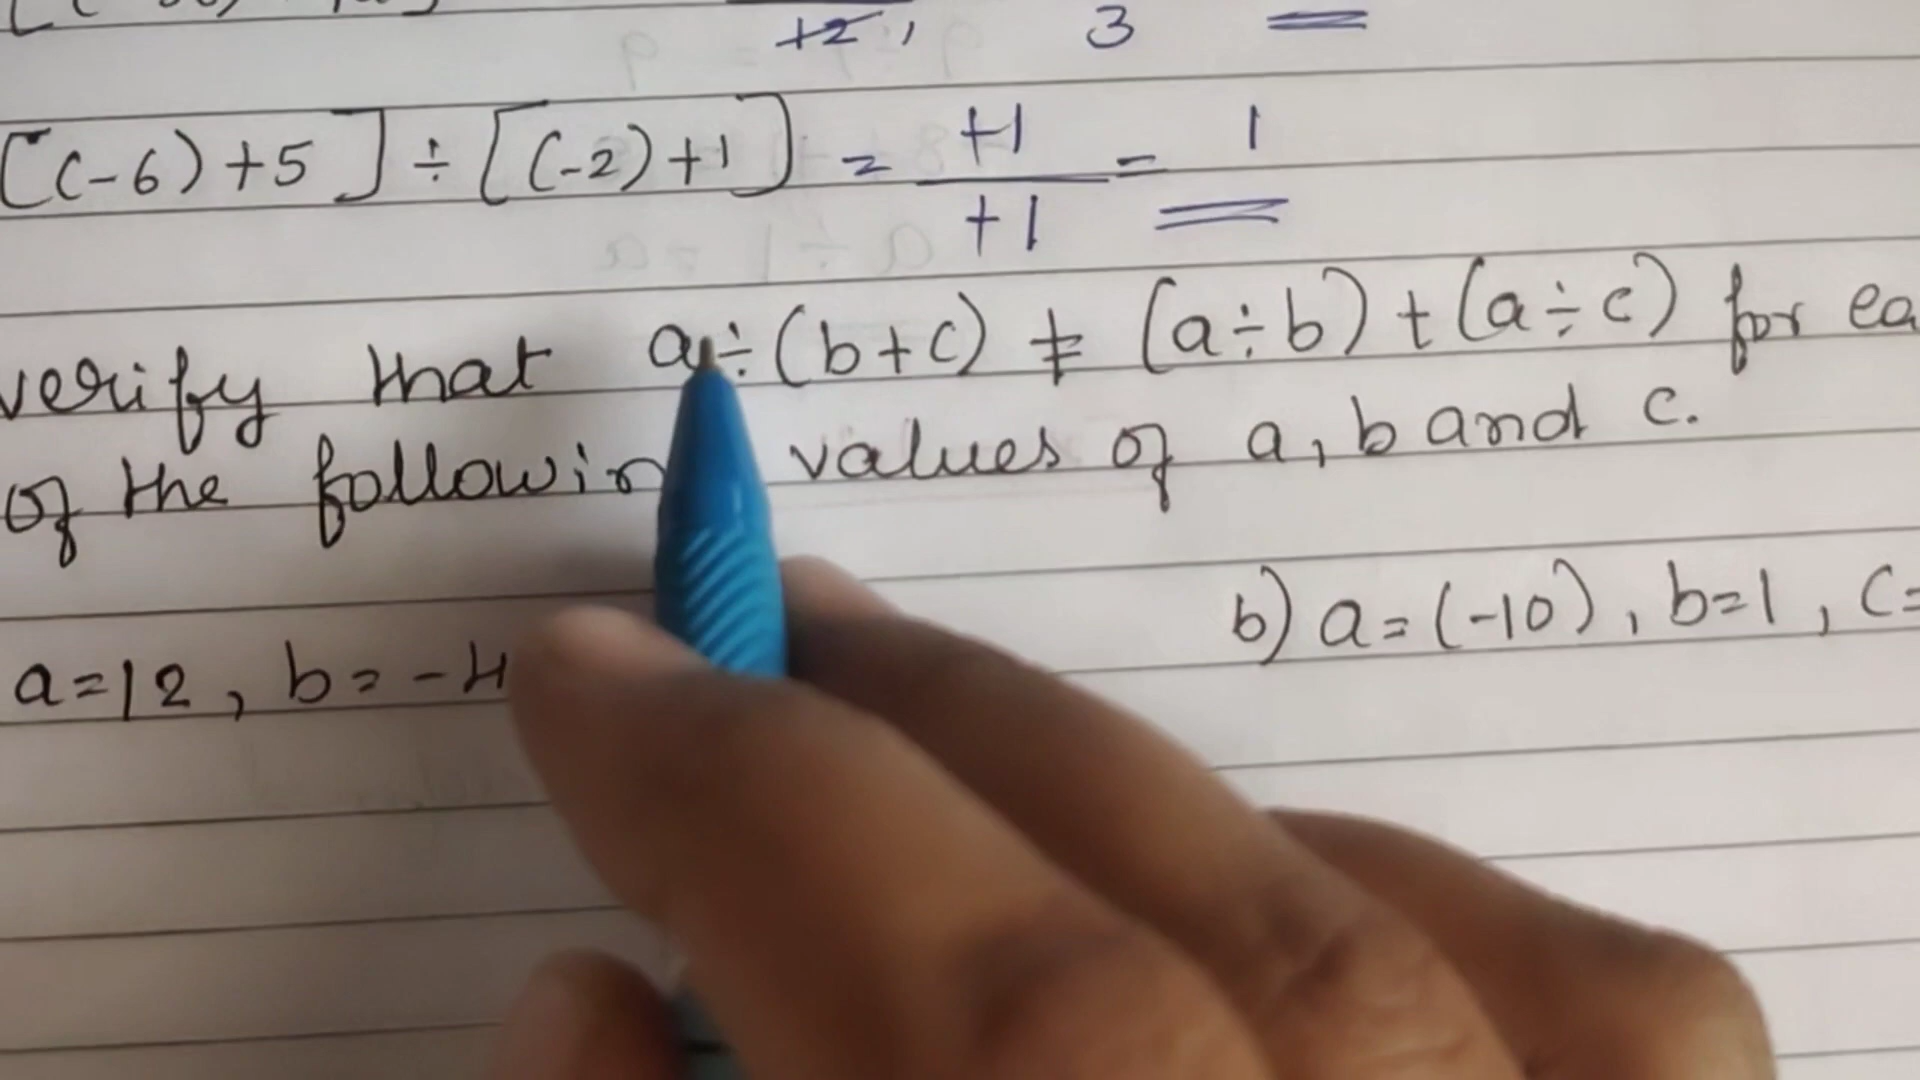 +2, 3
[(-6)+5] ÷ [(-2)+1] = +1/+1 = 1
verify that a ÷ (b+c) ≠ (a÷b) + (a÷c) for ea
of the followin values of a, b and c.
a=12, b=-4 b) a=(-10), b=1, c=